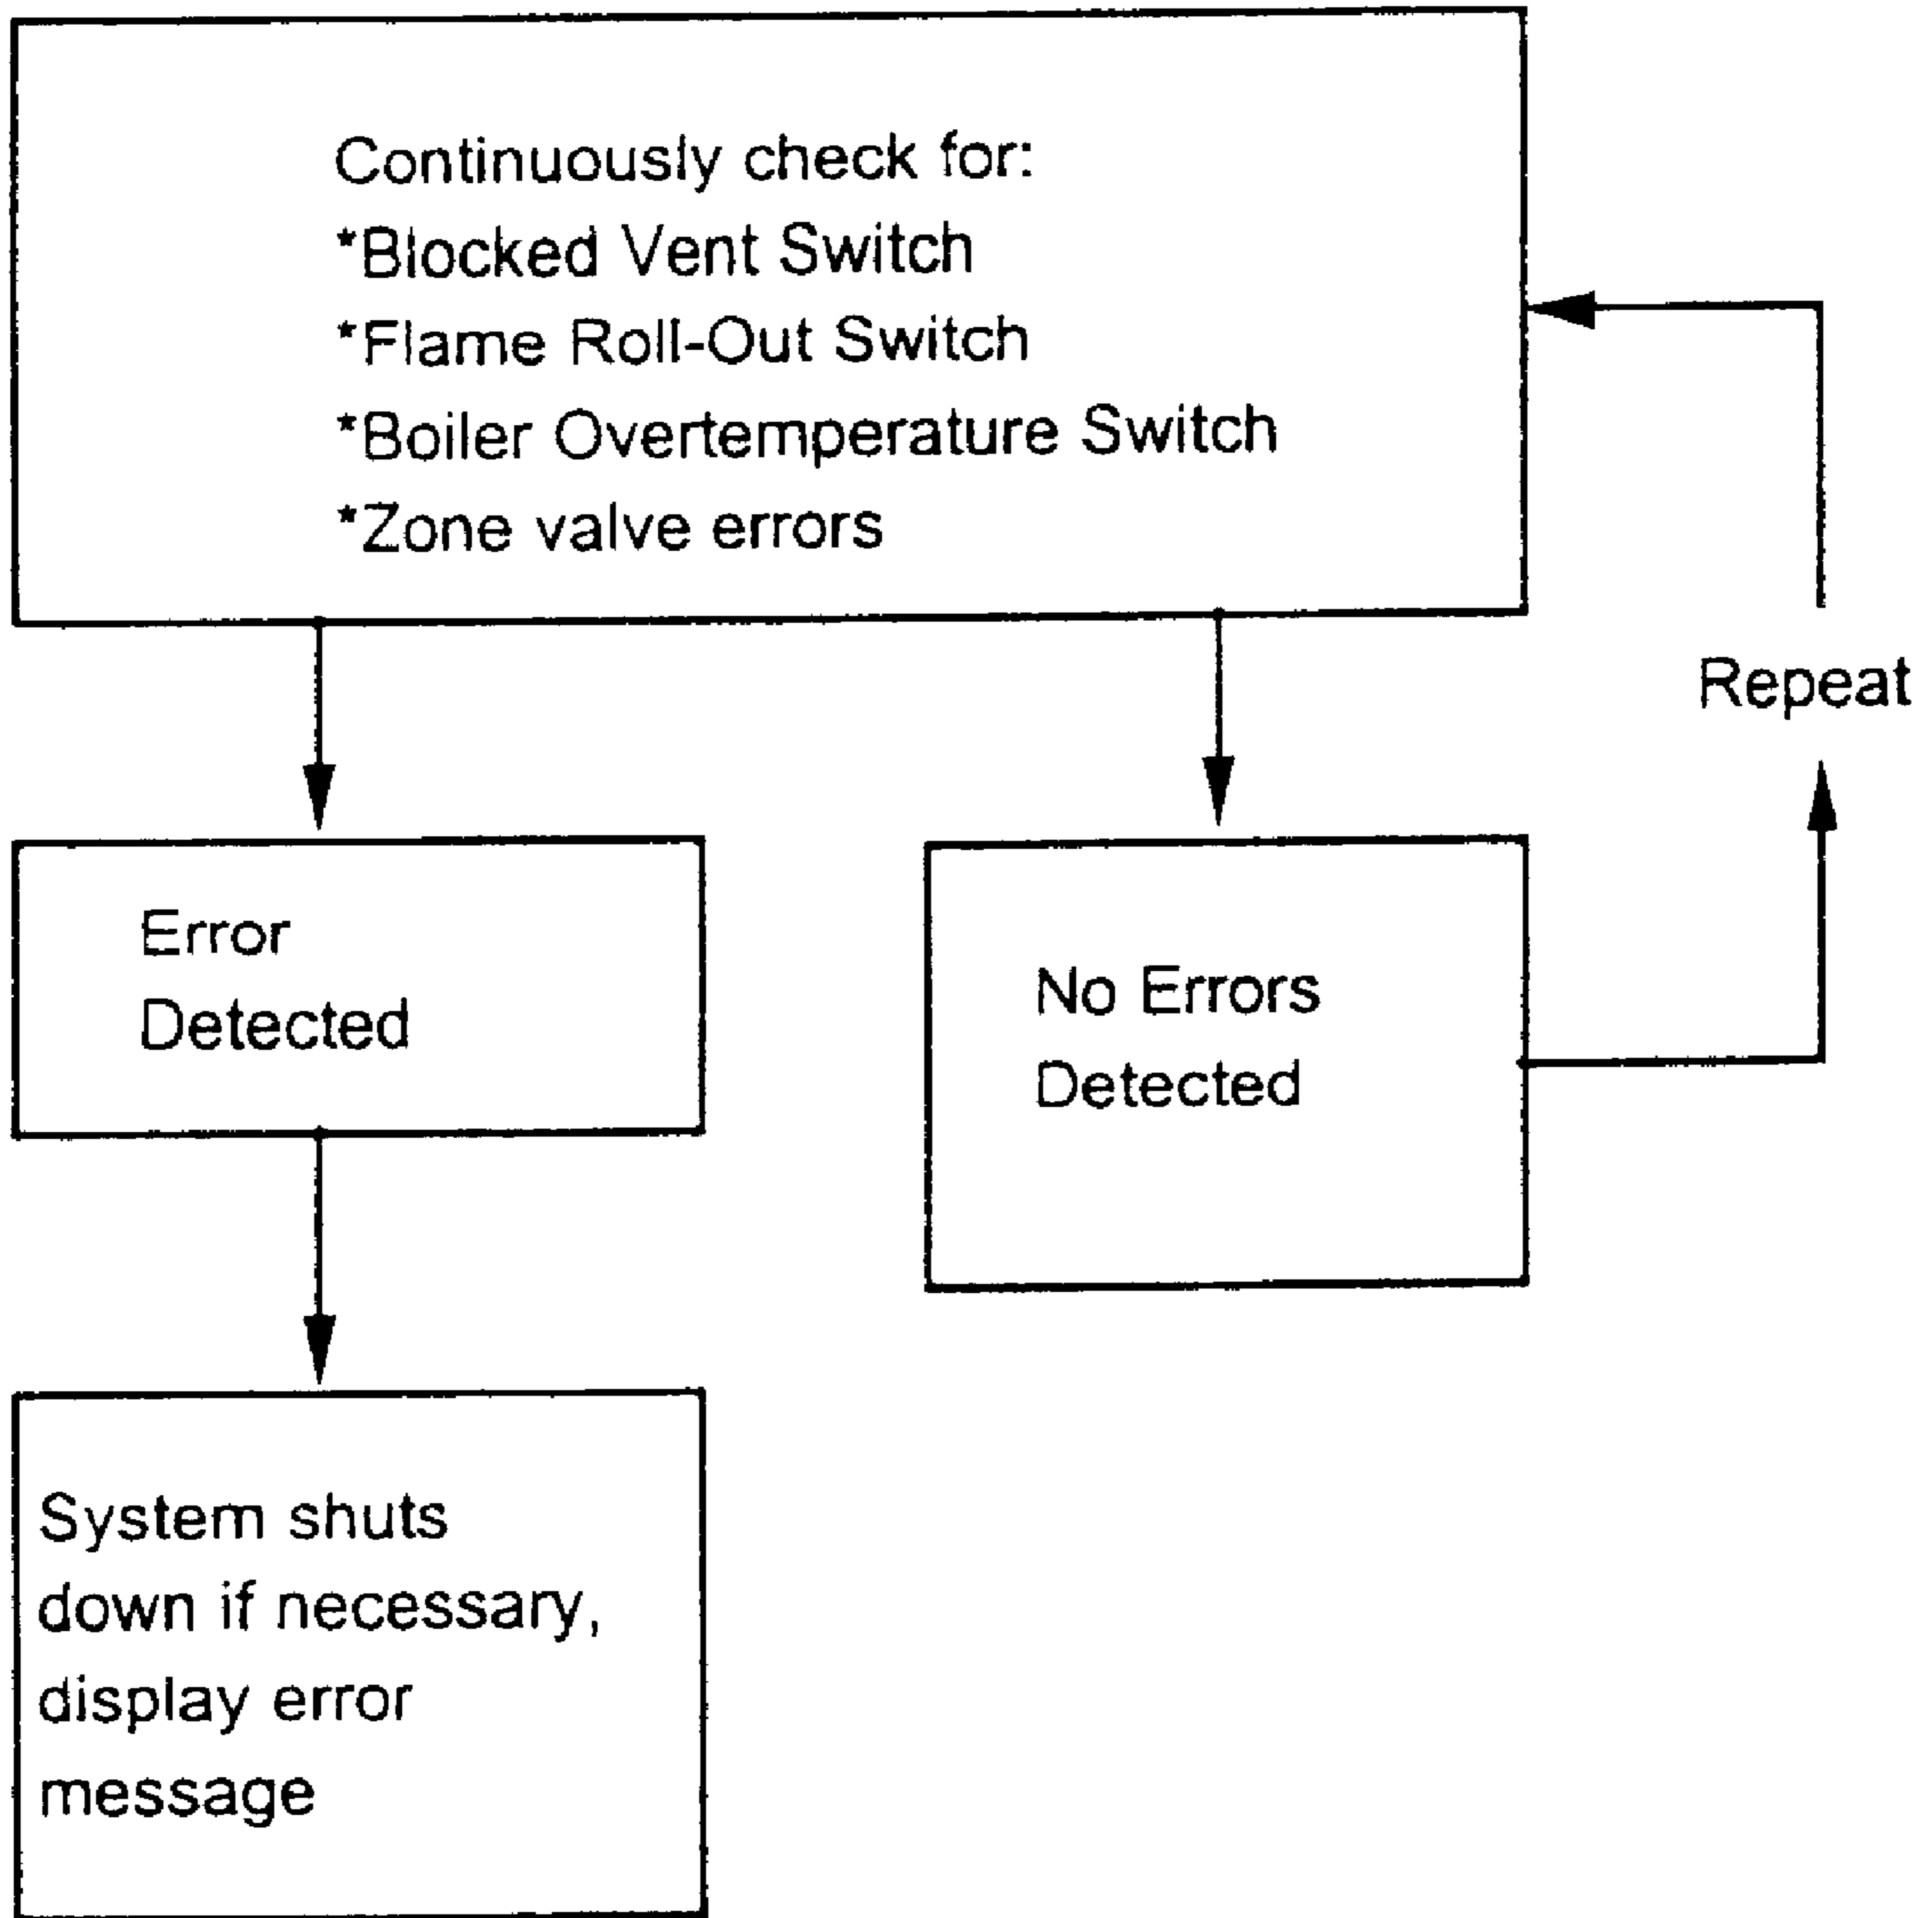 Continuously check for:
*Blocked Vent Switch
*Flame Roll-Out Switch
*Boiler Overtemperature Switch
*Zone valve errors
Repeat
Error
Detected
No Errors
Detected
System shuts
down if necessary,
display error
message